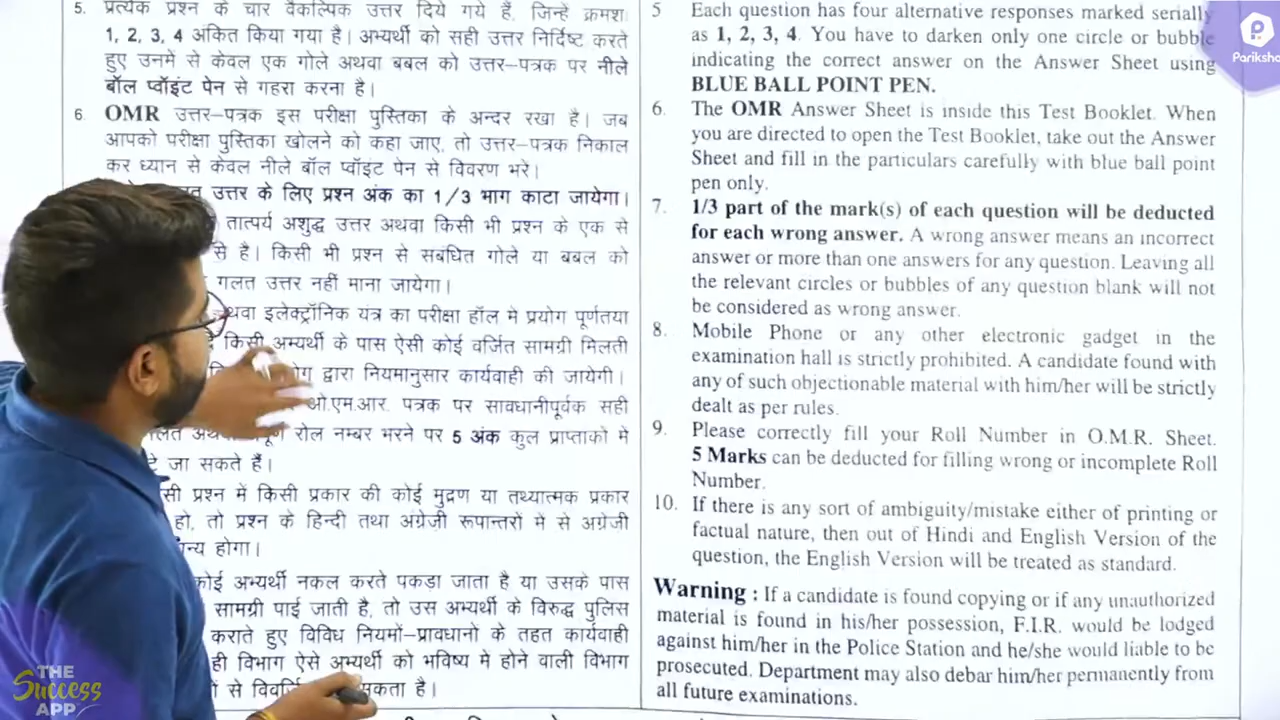 5. प्रत्येक प्रश्न के चार वैकल्पिक उत्तर दिये गये हैं, जिन्हें क्रमशः
1, 2, 3, 4 अंकित किया गया है। अभ्यर्थी को सही उत्तर निर्दिष्ट करते
हुए उनमें से केवल एक गोले अथवा बबल को उत्तर-पत्रक पर नीले
बॉल प्वॉइंट पेन से गहरा करना है।
6. OMR उत्तर-पत्रक इस परीक्षा पुस्तिका के अन्दर रखा है। जब
आपको परीक्षा पुस्तिका खोलने को कहा जाए, तो उत्तर-पत्रक निकाल
कर ध्यान से केवल नीले बॉल प्वॉइंट पेन से विवरण भरें।
उत्तर के लिए प्रश्न अंक का 1/3 भाग काटा जायेगा।
तात्पर्य अशुद्ध उत्तर अथवा किसी भी प्रश्न के एक से
से है। किसी भी प्रश्न से सबंधित गोले या बबल को
गलत उत्तर नहीं माना जायेगा।
इलेक्ट्रॉनिक यंत्र का परीक्षा हॉल मे प्रयोग पूर्णतया
किसी अभ्यर्थी के पास ऐसी कोई वर्जित सामग्री मिलती
द्वारा नियमानुसार कार्यवाही की जायेगी।
ओ.एम.आर. पत्रक पर सावधानीपूर्वक सही
रोल नम्बर भरने पर 5 अंक कुल प्राप्ताको मे
जा सकते हैं।
प्रश्न में किसी प्रकार की कोई मुद्रण या तथ्यात्मक प्रकार
हो, तो प्रश्न के हिन्दी तथा अंग्रेजी रूपान्तरों मे से अंग्रेजी
होगा।
कोई अभ्यर्थी नकल करते पकड़ा जाता है या उसके पास
सामग्री पाई जाती है, तो उस अभ्यर्थी के विरुद्ध पुलिस
कराते हुए विविध नियमों-प्रावधानों के तहत कार्यवाही
ही विभाग ऐसे अभ्यर्थी को भविष्य मे होने वाली विभाग
से सकता है।
5 Each question has four alternative responses marked serially
as 1, 2, 3, 4. You have to darken only one circle or bubble
indicating the correct answer on the Answer Sheet using
BLUE BALL POINT PEN.
6. The OMR Answer Sheet is inside this Test Booklet. When
you are directed to open the Test Booklet, take out the Answer
Sheet and fill in the particulars carefully with blue ball point
pen only.
7. 1/3 part of the mark(s) of each question will be deducted
for each wrong answer. A wrong answer means an incorrect
answer or more than one answers for any question. Leaving all
the relevant circles or bubbles of any question blank will not
be considered as wrong answer.
8. Mobile Phone or any other electronic gadget in the
examination hall is strictly prohibited. A candidate found with
any of such objectionable material with him/her will be strictly
dealt as per rules.
9. Please correctly fill your Roll Number in O.M.R. Sheet.
5 Marks can be deducted for filling wrong or incomplete Roll
Number.
10. If there is any sort of ambiguity/mistake either of printing or
factual nature, then out of Hindi and English Version of the
question, the English Version will be treated as standard.
Warning : If a candidate is found copying or if any unauthorized
material is found in his/her possession, F.I.R. would be lodged
against him/her in the Police Station and he/she would liable to be
prosecuted. Department may also debar him/her permanently from
all future examinations.
THE
Success
APP